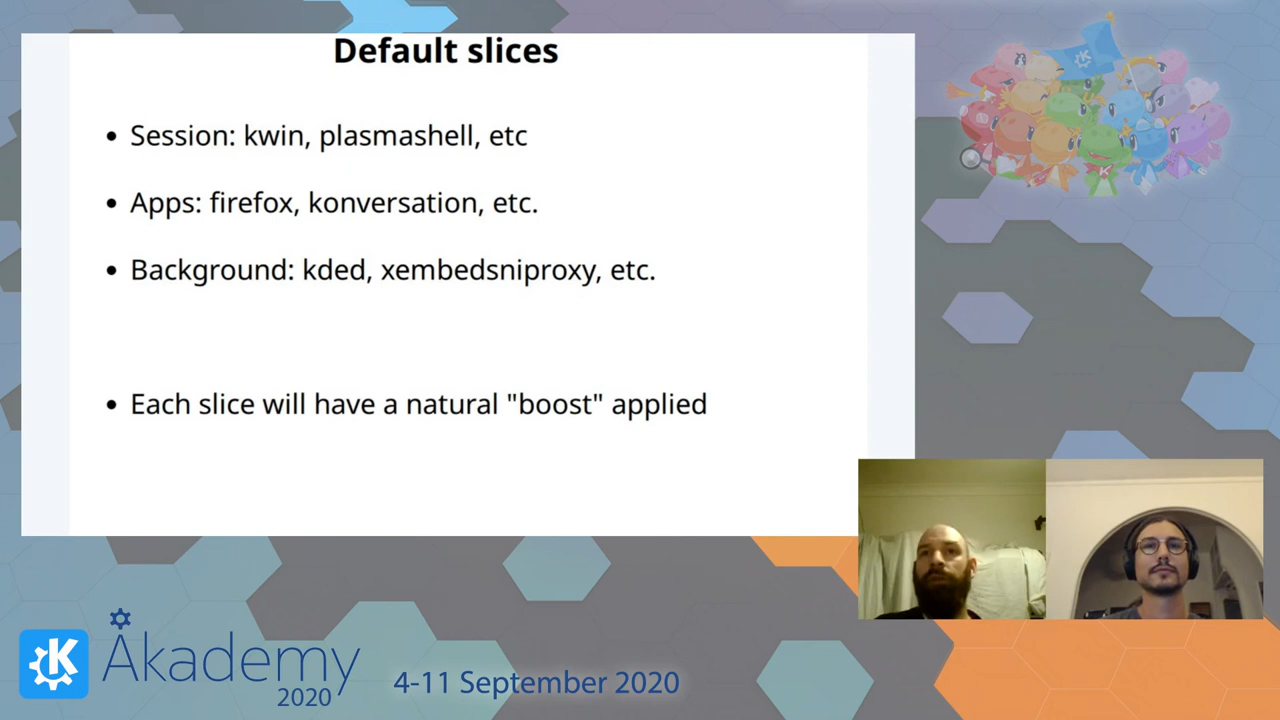 Default slices
• Session: kwin, plasmashell, etc
• Apps: firefox, konversation, etc.
• Background: kded, xembedsniproxy, etc.
• Each slice will have a natural "boost" applied
K
Akademy
2020
4-11 September 2020